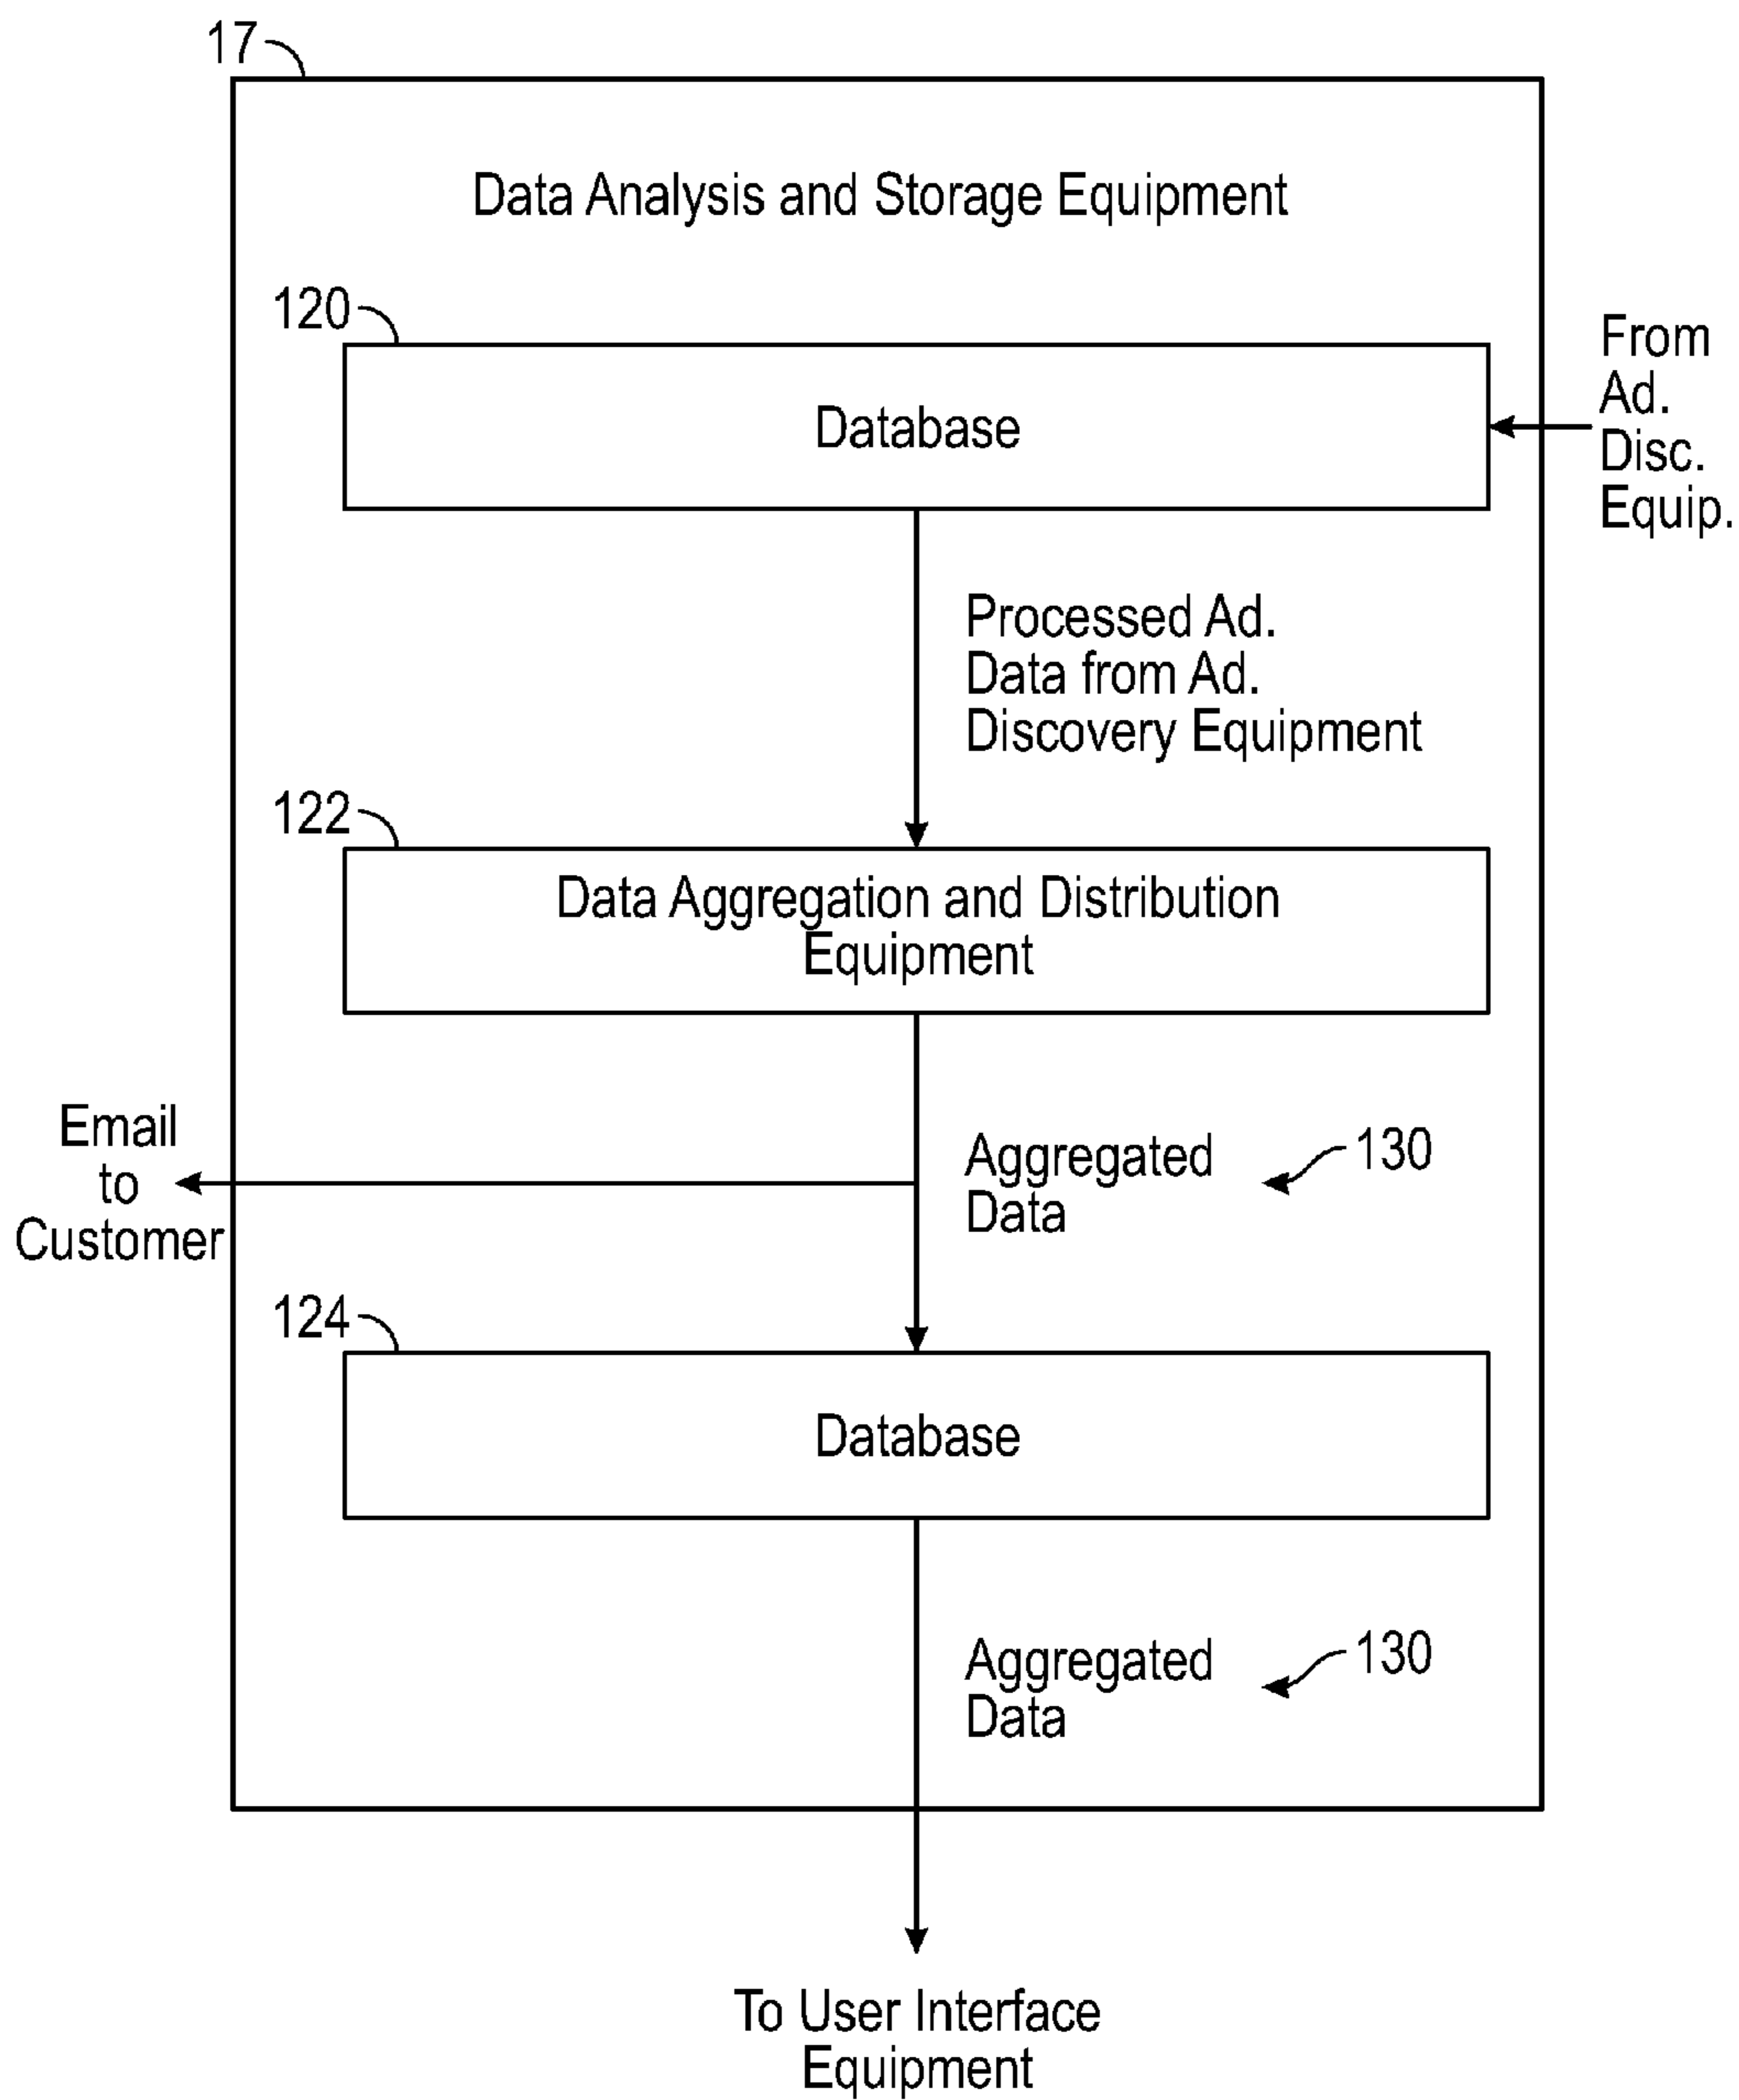 17
Data Analysis and Storage Equipment
120
Database
From
Ad.
Disc.
Equip.
Processed Ad.
Data from Ad.
Discovery Equipment
122
Data Aggregation and Distribution
Equipment
Email
to
Customer
Aggregated
Data
130
124
Database
Aggregated
Data
130
To User Interface
Equipment